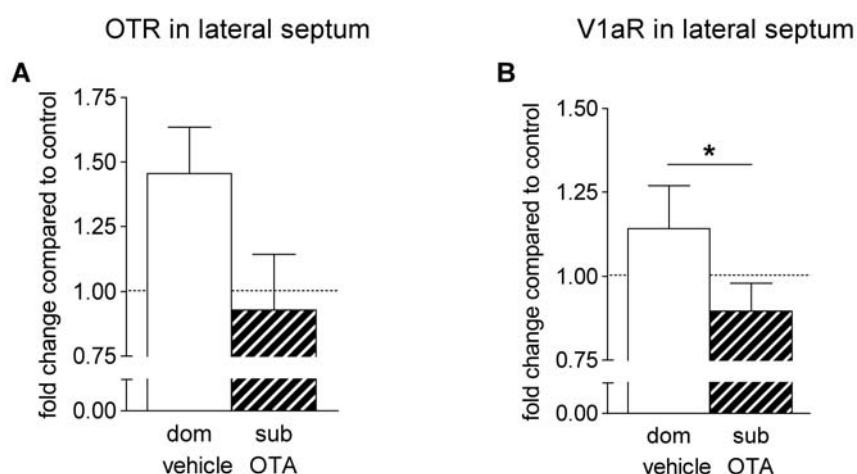 OTR in lateral septum
A
fold change compared to control
1.75
1.50
1.25
1.00
0.75
0.00
dom sub
vehicle OTA
V1aR in lateral septum
B
fold change compared to control
1.50
1.25
1.00
0.75
0.00
*
dom sub
vehicle OTA